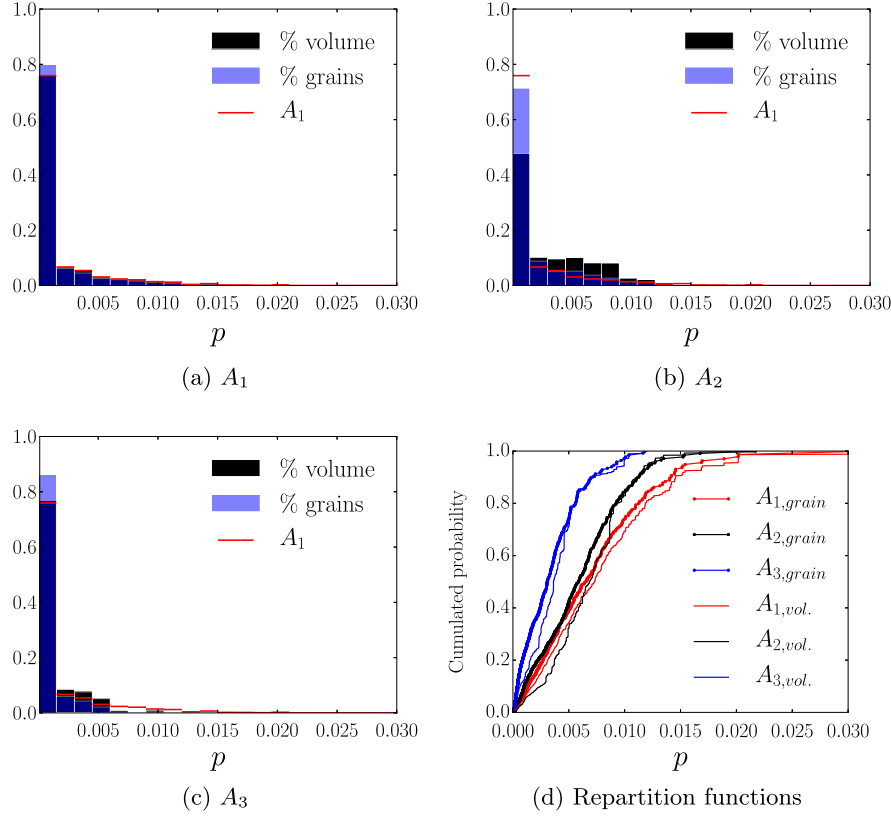 1.0
0.8
0.6
0.4
0.2
0.0
% volume
% grains
A1
0.005 0.010 0.015 0.020 0.025 0.030
p
(a) A1
1.0
0.8
0.6
0.4
0.2
0.0
% volume
% grains
A1
0.005 0.010 0.015 0.020 0.025 0.030
p
(b) A2
1.0
0.8
0.6
0.4
0.2
0.0
% volume
% grains
A1
0.005 0.010 0.015 0.020 0.025 0.030
p
(c) A3
Cumulated probability
1.0
0.8
0.6
0.4
0.2
0.0
A1,grain
A2,grain
A3,grain
A1,vol.
A2,vol.
A3,vol.
0.000 0.005 0.010 0.015 0.020 0.025 0.030
p
(d) Repartition functions